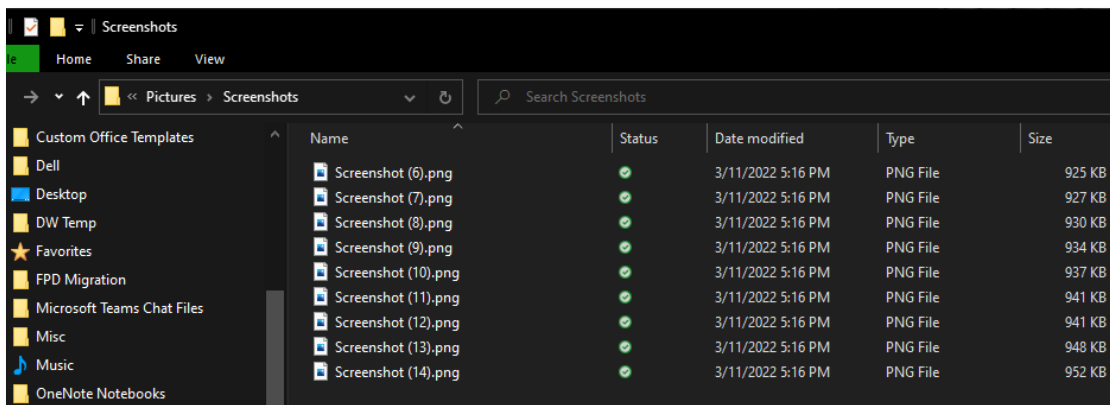 Screenshots
le Home Share View
« Pictures > Screenshots Search Screenshots
Custom Office Templates
Dell
Desktop
DW Temp
Favorites
FPD Migration
Microsoft Teams Chat Files
Misc
Music
OneNote Notebooks
Name Status Date modified Type Size
Screenshot (6).png 3/11/2022 5:16 PM PNG File 925 KB
Screenshot (7).png 3/11/2022 5:16 PM PNG File 927 KB
Screenshot (8).png 3/11/2022 5:16 PM PNG File 930 KB
Screenshot (9).png 3/11/2022 5:16 PM PNG File 934 KB
Screenshot (10).png 3/11/2022 5:16 PM PNG File 937 KB
Screenshot (11).png 3/11/2022 5:16 PM PNG File 941 KB
Screenshot (12).png 3/11/2022 5:16 PM PNG File 941 KB
Screenshot (13).png 3/11/2022 5:16 PM PNG File 948 KB
Screenshot (14).png 3/11/2022 5:16 PM PNG File 952 KB